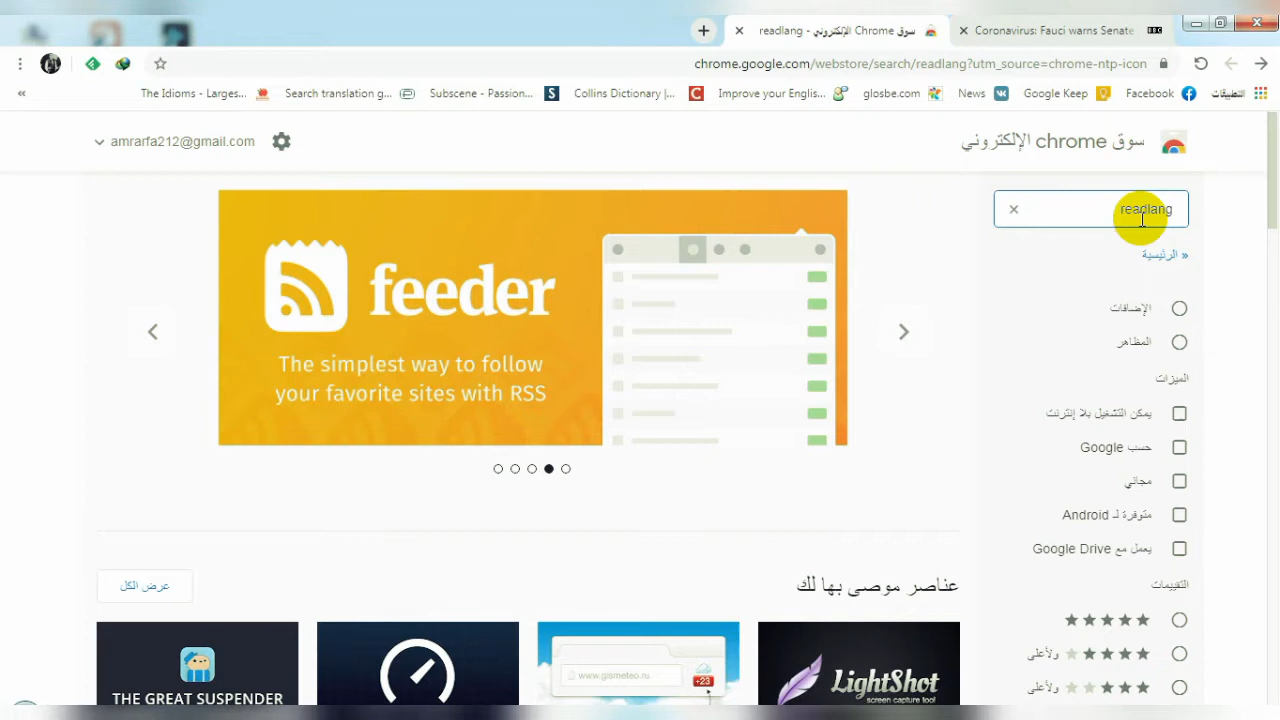 سوق Chrome الإلكتروني - readlang
Coronavirus: Fauci warns Senate
chrome.google.com/webstore/search/readlang?utm_source=chrome-ntp-icon
التطبيقات
Facebook
Google Keep
News
glosbe.com
Improve your Englis...
Collins Dictionary |...
Subscene - Passion...
Search translation g...
The Idioms - Larges...
«
سوق chrome الإلكتروني
amrarfa212@gmail.com
readlang
« الرئيسية
الإضافات
المظاهر
الميزات
يمكن التشغيل بلا إنترنت
حسب Google
مجاني
متوفرة لـ Android
يعمل مع Google Drive
التقييمات
ولأعلى
ولأعلى
feeder
The simplest way to follow
your favorite sites with RSS
عناصر موصى بها لك
عرض الكل
LightShot
screen capture tool
www.gismeteo.ru
+23
THE GREAT SUSPENDER